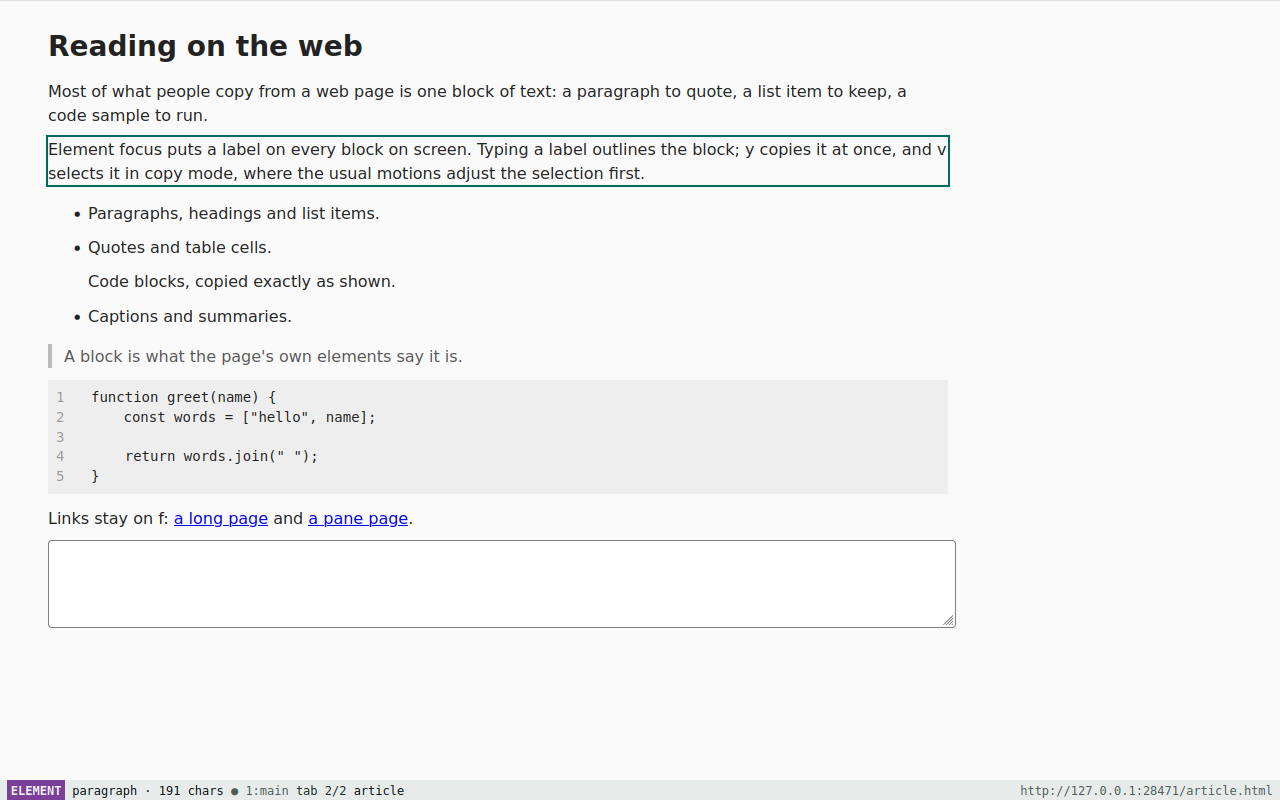 Reading on the web
Most of what people copy from a web page is one block of text: a paragraph to quote, a list item to keep, a
code sample to run.
Element focus puts a label on every block on screen. Typing a label outlines the block; y copies it at once, and v
selects it in copy mode, where the usual motions adjust the selection first.
• Paragraphs, headings and list items.
• Quotes and table cells.
Code blocks, copied exactly as shown.
• Captions and summaries.
A block is what the page's own elements say it is.
1 function greet(name) {
2     const words = ["hello", name];
3
4     return words.join(" ");
5 }
Links stay on f: a long page and a pane page.
ELEMENT paragraph · 191 chars ● 1:main tab 2/2 article http://127.0.0.1:28471/article.html